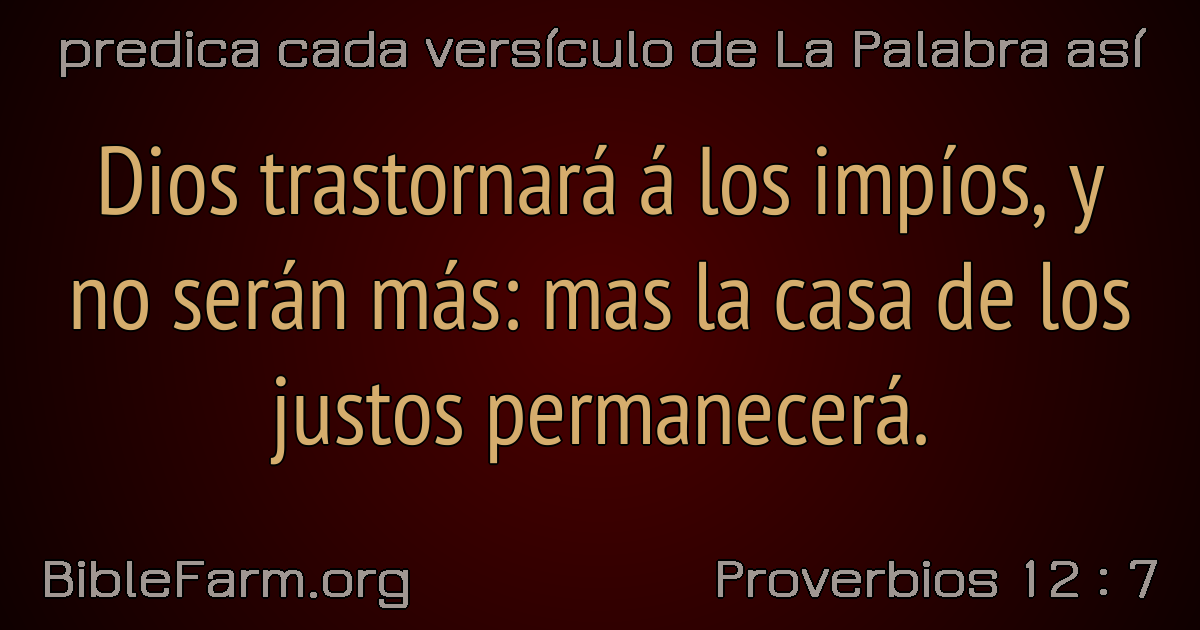 predica cada versículo de La Palabra así
Dios trastornará á los impíos, y
no serán más: mas la casa de los
justos permanecerá.
BibleFarm.org
Proverbios 12 : 7